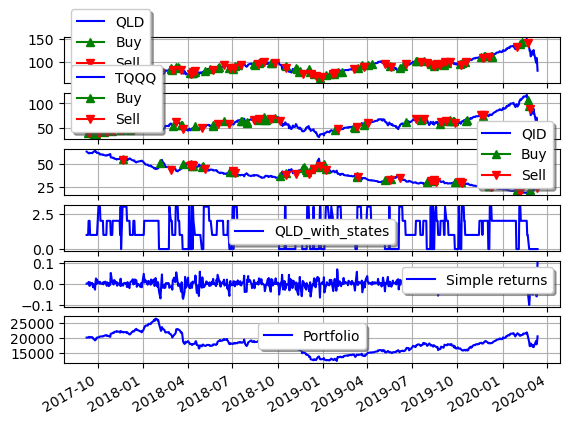 QLD
Buy
Sell
TQQQ
Buy
Sell
150
100
100
50
QID
Buy
Sell
50
25
2.5
0.0
QLD_with_states
0.1
0.0
−0.1
Simple returns
25000
20000
15000
Portfolio
2017-10
2018-01
2018-04
2018-07
2018-10
2019-01
2019-04
2019-07
2019-10
2020-01
2020-04